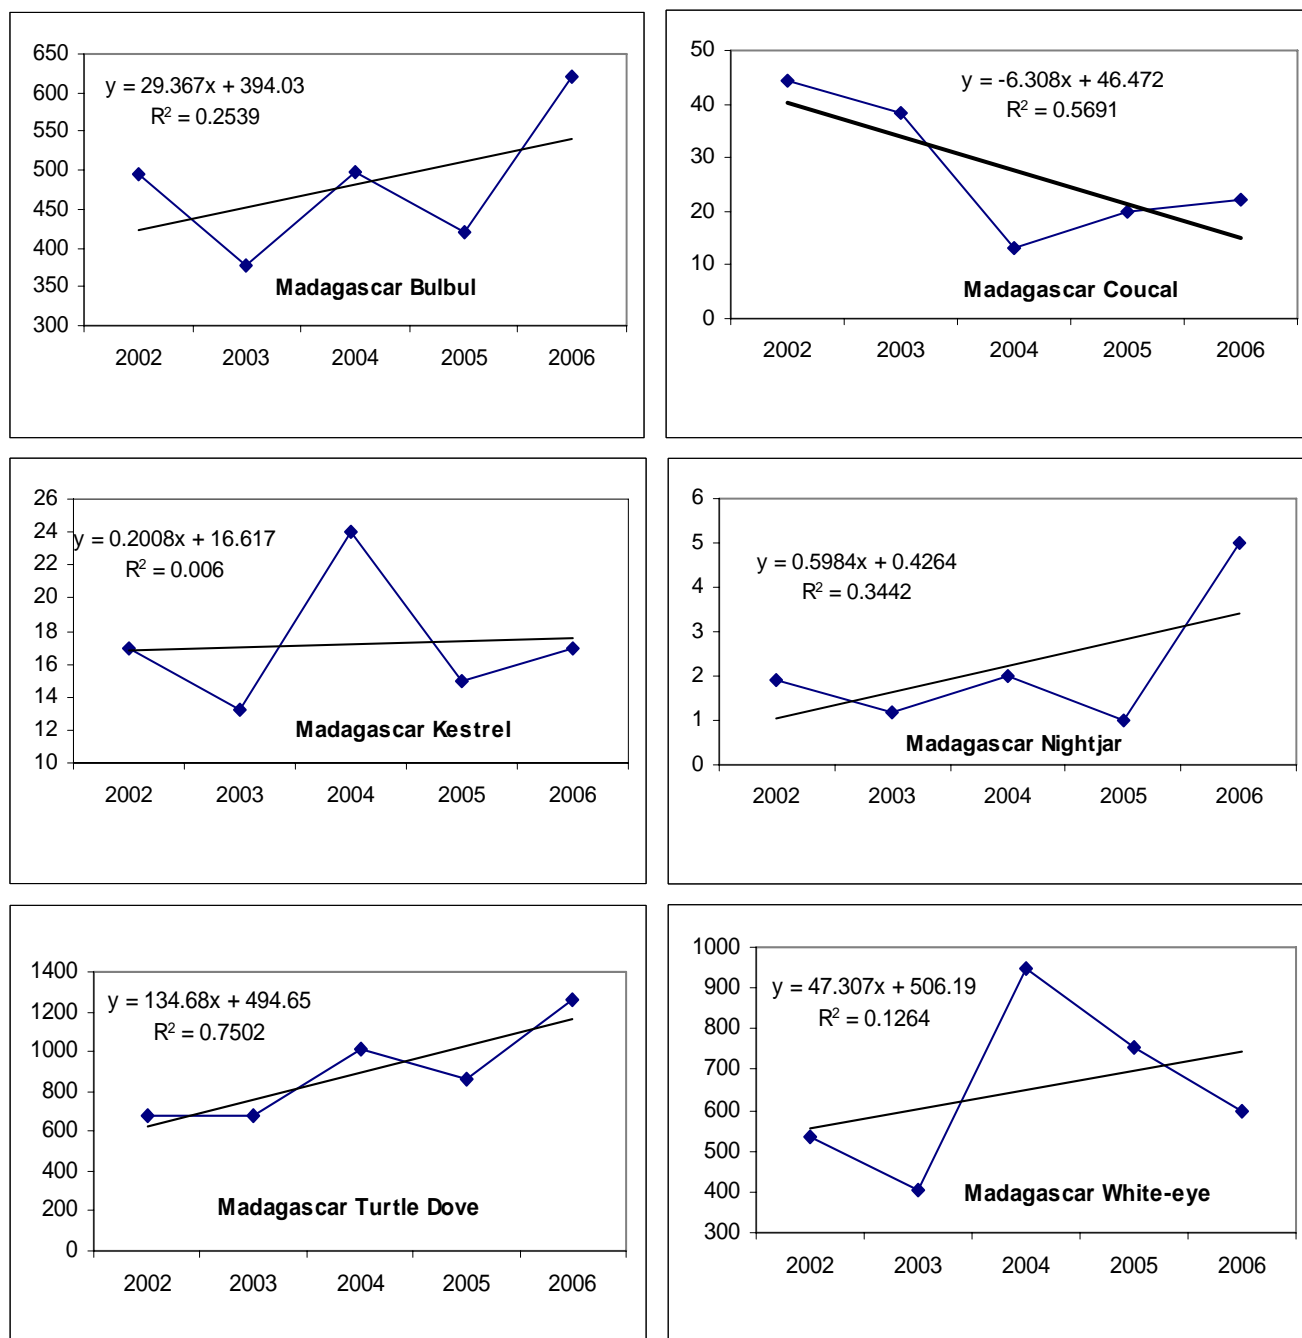 650
600
550
500
450
400
350
300
y = 29.367x + 394.03
R² = 0.2539
Madagascar Bulbul
2002 2003 2004 2005 2006
50
40
30
20
10
0
y = -6.308x + 46.472
R² = 0.5691
Madagascar Coucal
2002 2003 2004 2005 2006
26
24
22
20
18
16
14
12
10
y = 0.2008x + 16.617
R² = 0.006
Madagascar Kestrel
2002 2003 2004 2005 2006
6
5
4
3
2
1
0
y = 0.5984x + 0.4264
R² = 0.3442
Madagascar Nightjar
2002 2003 2004 2005 2006
1400
1200
1000
800
600
400
200
0
y = 134.68x + 494.65
R² = 0.7502
Madagascar Turtle Dove
2002 2003 2004 2005 2006
1000
900
800
700
600
500
400
300
y = 47.307x + 506.19
R² = 0.1264
Madagascar White-eye
2002 2003 2004 2005 2006